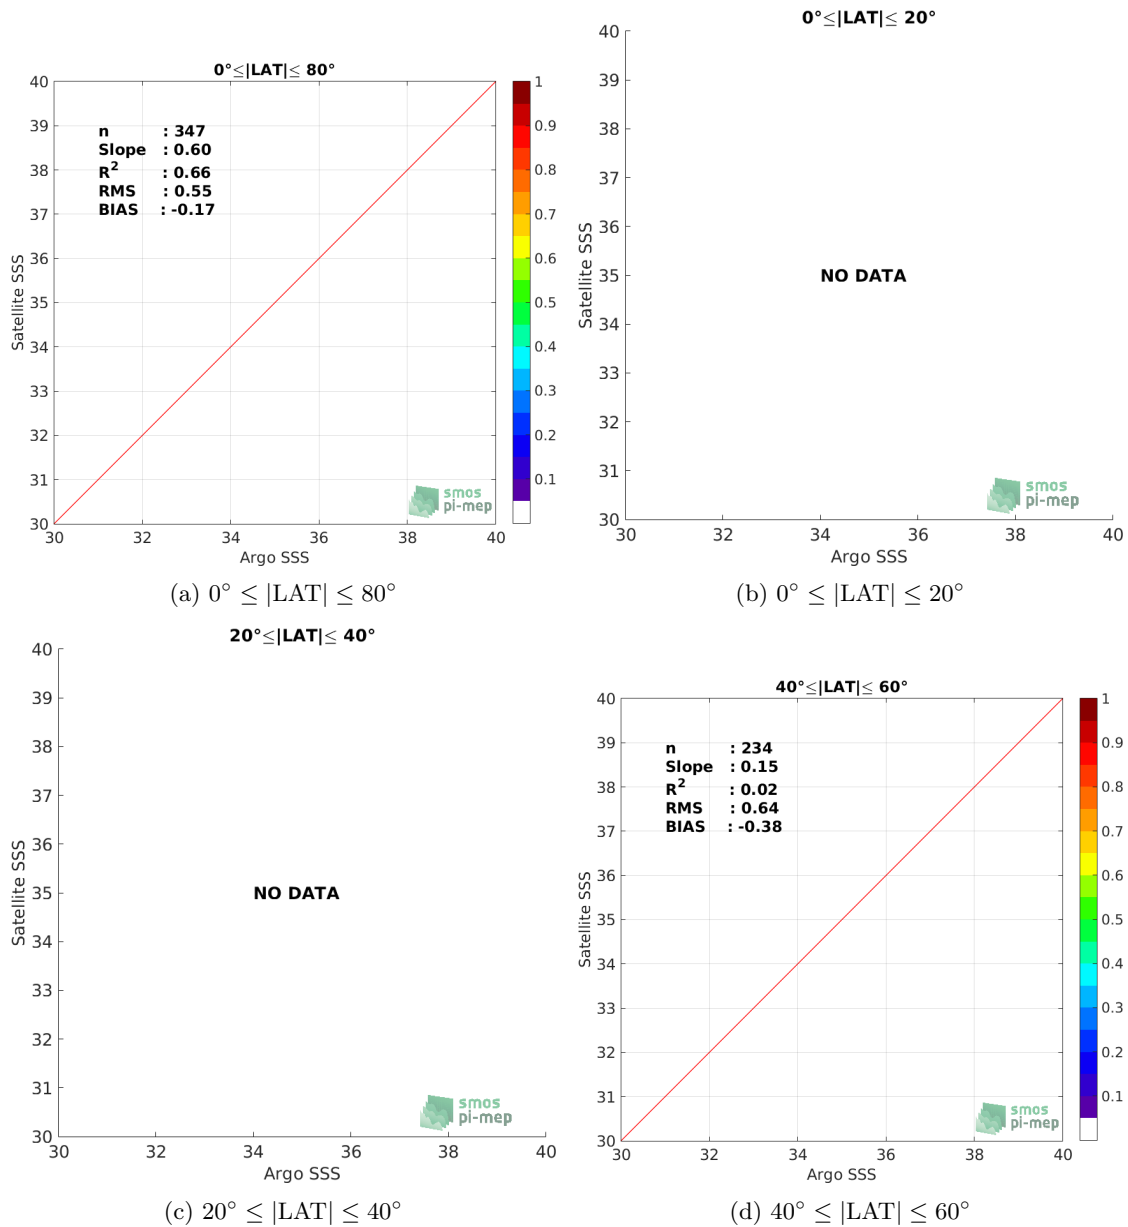 0°≤|LAT|≤ 80°
40
39
38
37
36
35
34
33
32
31
30
n : 347
Slope : 0.60
R² : 0.66
RMS : 0.55
BIAS : -0.17
Satellite SSS
30 32 34 36 38 40
Argo SSS
smos
pi-mep
1
0.9
0.8
0.7
0.6
0.5
0.4
0.3
0.2
0.1
(a) 0° ≤ |LAT| ≤ 80°
0°≤|LAT|≤ 20°
40
39
38
37
36
35
34
33
32
31
30
Satellite SSS
NO DATA
smos
pi-mep
30 32 34 36 38 40
Argo SSS
(b) 0° ≤ |LAT| ≤ 20°
20°≤|LAT|≤ 40°
40
39
38
37
36
35
34
33
32
31
30
Satellite SSS
NO DATA
smos
pi-mep
30 32 34 36 38 40
Argo SSS
(c) 20° ≤ |LAT| ≤ 40°
40°≤|LAT|≤ 60°
40
39
38
37
36
35
34
33
32
31
30
n : 234
Slope : 0.15
R² : 0.02
RMS : 0.64
BIAS : -0.38
Satellite SSS
smos
pi-mep
30 32 34 36 38 40
Argo SSS
1
0.9
0.8
0.7
0.6
0.5
0.4
0.3
0.2
0.1
(d) 40° ≤ |LAT| ≤ 60°